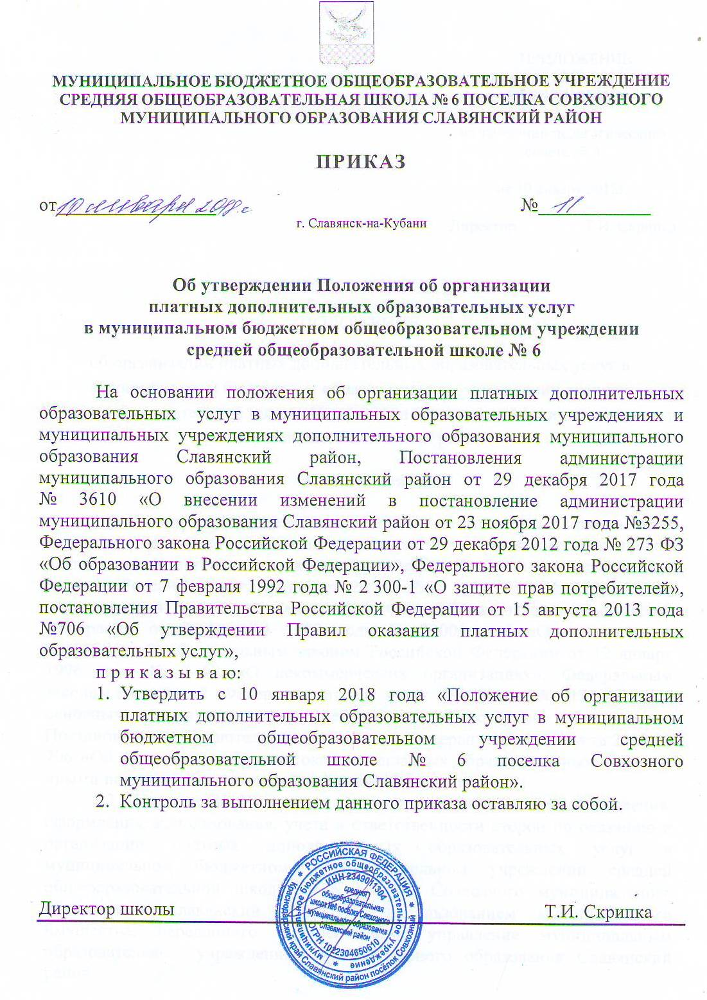 МУНИЦИПАЛЬНОЕ БЮДЖЕТНОЕ ОБЩЕОБРАЗОВАТЕЛЬНОЕ УЧРЕЖДЕНИЕ
СРЕДНЯЯ ОБЩЕОБРАЗОВАТЕЛЬНАЯ ШКОЛА № 6 ПОСЕЛКА СОВХОЗНОГО
МУНИЦИПАЛЬНОГО ОБРАЗОВАНИЯ СЛАВЯНСКИЙ РАЙОН
ПРИКАЗ
от 10 января 2018 г № 11
г. Славянск-на-Кубани
Об утверждении Положения об организации
платных дополнительных образовательных услуг
в муниципальном бюджетном общеобразовательном учреждении
средней общеобразовательной школе № 6
На основании положения об организации платных дополнительных
образовательных услуг в муниципальных образовательных учреждениях и
муниципальных учреждениях дополнительного образования муниципального
образования Славянский район, Постановления администрации
муниципального образования Славянский район от 29 декабря 2017 года
№ 3610 «О внесении изменений в постановление администрации
муниципального образования Славянский район от 23 ноября 2017 года №3255,
Федерального закона Российской Федерации от 29 декабря 2012 года № 273 ФЗ
«Об образовании в Российской Федерации», Федерального закона Российской
Федерации от 7 февраля 1992 года № 2 300-1 «О защите прав потребителей»,
постановления Правительства Российской Федерации от 15 августа 2013 года
№706 «Об утверждении Правил оказания платных дополнительных
образовательных услуг»,
п р и к а з ы в а ю:
1. Утвердить с 10 января 2018 года «Положение об организации
платных дополнительных образовательных услуг в муниципальном
бюджетном общеобразовательном учреждении средней
общеобразовательной школе № 6 поселка Совхозного
муниципального образования Славянский район».
2. Контроль за выполнением данного приказа оставляю за собой.
Директор школы Т.И. Скрипка
РОССИЙСКАЯ ФЕДЕРАЦИЯ
Краснодарский край Славянский район посёлок Совхозный
муниципальное бюджетное общеобразовательное учреждение
ИНН 2349011304
средняя
общеобразовательная
школа №6 посёлка Совхозного
муниципального образования
Славянский район
ОГРН 1022304650610